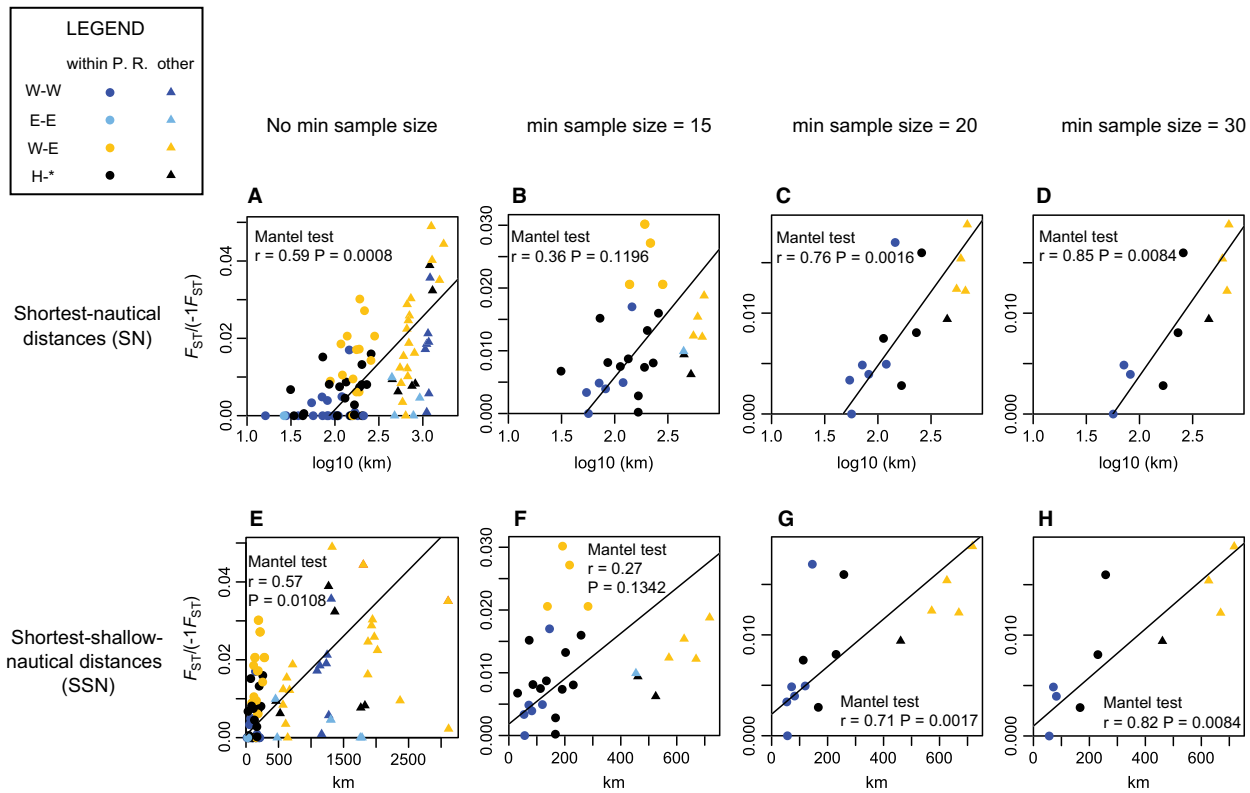 LEGEND
within P. R. other
W-W
E-E
W-E
H-*
No min sample size
min sample size = 15
min sample size = 20
min sample size = 30
Shortest-nautical
distances (SN)
A
Mantel test
r = 0.59 P = 0.0008
F_ST/(-1F_ST)
0.00 0.02 0.04
1.0 1.5 2.0 2.5 3.0
log10 (km)
B
Mantel test
r = 0.36 P = 0.1196
0.000 0.010 0.020 0.030
1.0 1.5 2.0 2.5
log10 (km)
C
Mantel test
r = 0.76 P = 0.0016
0.000 0.010
1.0 1.5 2.0 2.5
log10 (km)
D
Mantel test
r = 0.85 P = 0.0084
0.000 0.010
1.0 1.5 2.0 2.5
log10 (km)
Shortest-shallow-
nautical distances
(SSN)
E
Mantel test
r = 0.57
P = 0.0108
F_ST/(-1F_ST)
0.00 0.02 0.04
0 500 1500 2500
km
F
Mantel test
r = 0.27
P = 0.1342
0.000 0.010 0.020 0.030
0 200 400 600
km
G
Mantel test
r = 0.71 P = 0.0017
0.000 0.010
0 200 400 600
km
H
Mantel test
r = 0.82 P = 0.0084
0.000 0.010
0 200 400 600
km